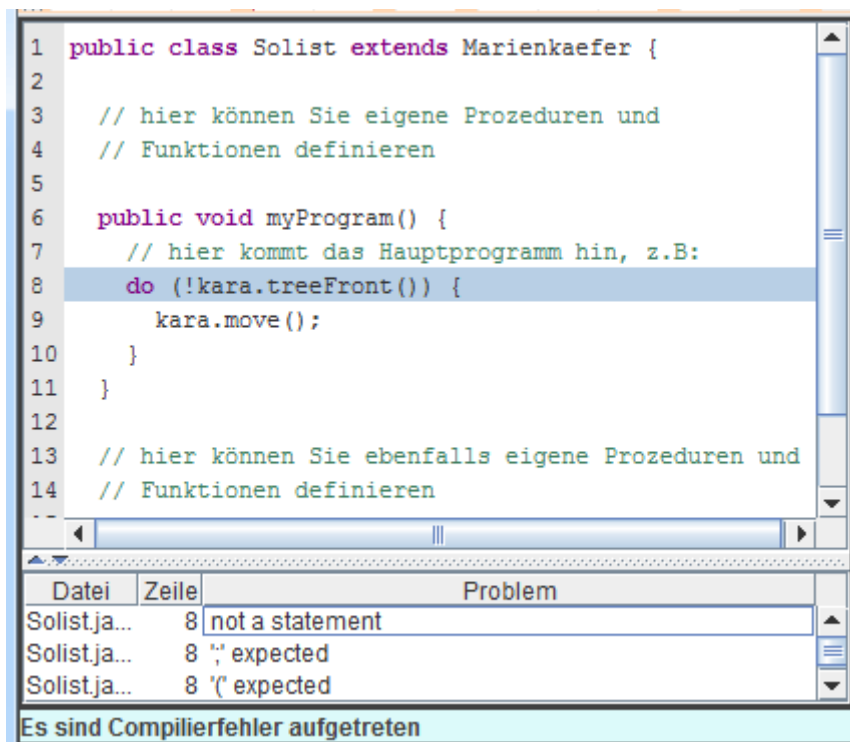 1 public class Solist extends Marienkaefer {
2
3 // hier können Sie eigene Prozeduren und
4 // Funktionen definieren
5
6 public void myProgram() {
7 // hier kommt das Hauptprogramm hin, z.B:
8 do (!kara.treeFront()) {
9 kara.move();
10 }
11 }
12
13 // hier können Sie ebenfalls eigene Prozeduren und
14 // Funktionen definieren
Datei Zeile Problem
Solist.ja... 8 not a statement
Solist.ja... 8 ';' expected
Solist.ja... 8 '(' expected
Es sind Compilierfehler aufgetreten